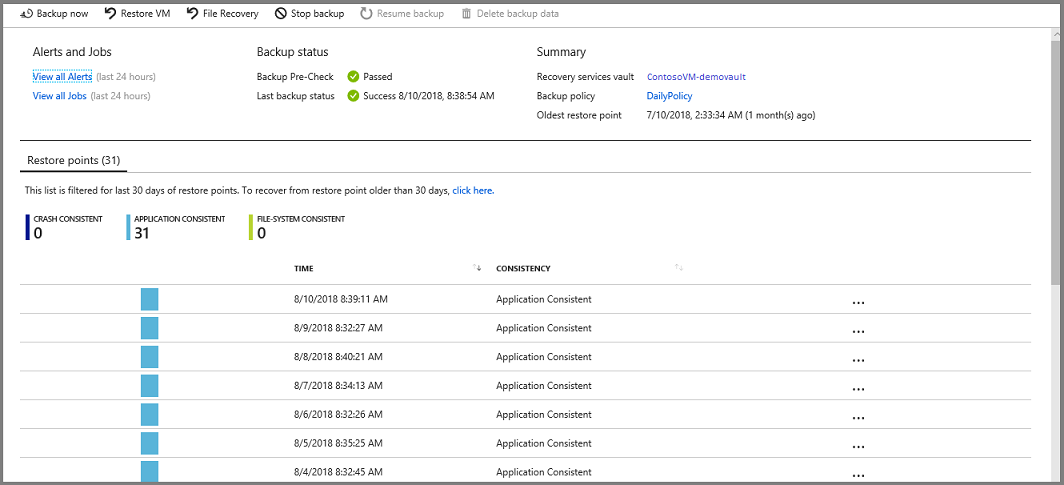 Backup now Restore VM File Recovery Stop backup Resume backup Delete backup data
Alerts and Jobs Backup status Summary
View all Alerts (last 24 hours) Backup Pre-Check Passed Recovery services vault ContosoVM-demovault
View all Jobs (last 24 hours) Last backup status Success 8/10/2018, 8:38:54 AM Backup policy DailyPolicy
Oldest restore point 7/10/2018, 2:33:34 AM (1 month(s) ago)
Restore points (31)
This list is filtered for last 30 days of restore points. To recover from restore point older than 30 days, click here.
CRASH CONSISTENT APPLICATION CONSISTENT FILE-SYSTEM CONSISTENT
0 31 0
TIME CONSISTENCY
8/10/2018 8:39:11 AM Application Consistent ...
8/9/2018 8:32:27 AM Application Consistent ...
8/8/2018 8:40:21 AM Application Consistent ...
8/7/2018 8:34:13 AM Application Consistent ...
8/6/2018 8:32:26 AM Application Consistent ...
8/5/2018 8:35:25 AM Application Consistent ...
8/4/2018 8:32:45 AM Application Consistent ...